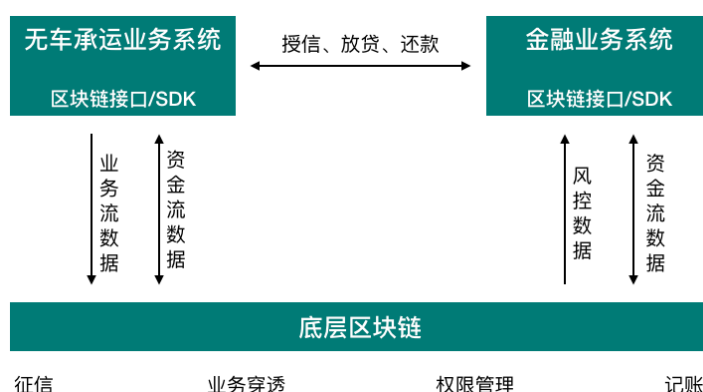 无车承运业务系统
授信、放贷、还款
金融业务系统
区块链接口/SDK
区块链接口/SDK
业务流数据
资金流数据
风控数据
资金流数据
底层区块链
征信
业务穿透
权限管理
记账